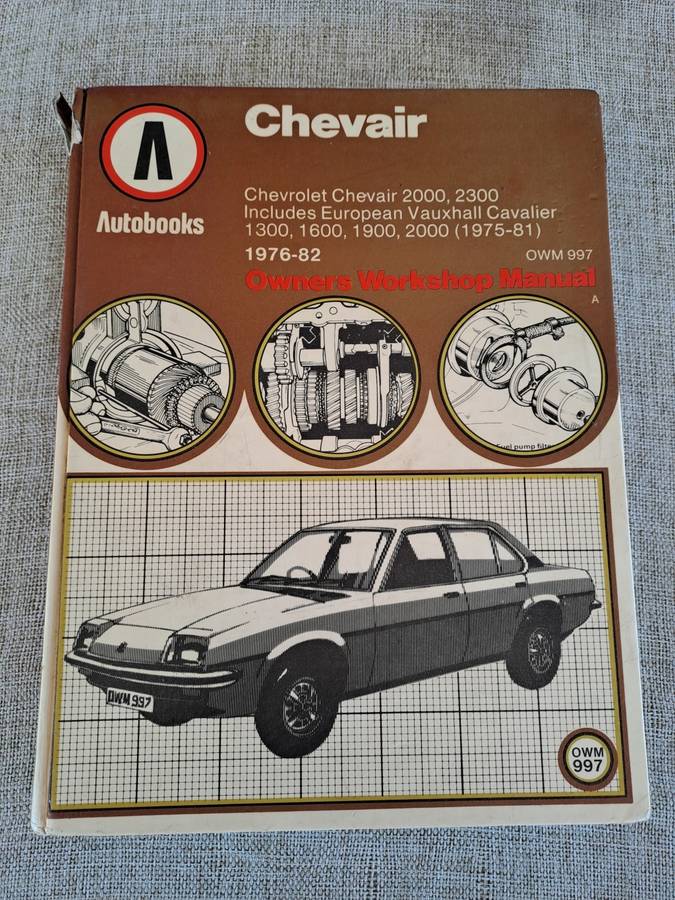 Chevair
Chevrolet Chevair 2000, 2300
Includes European Vauxhall Cavalier
1300, 1600, 1900, 2000 (1975-81)
1976-82
OWM 997
Owners Workshop Manual
A
Autobooks
Fuel pump filte
OWM 997
OWM
997